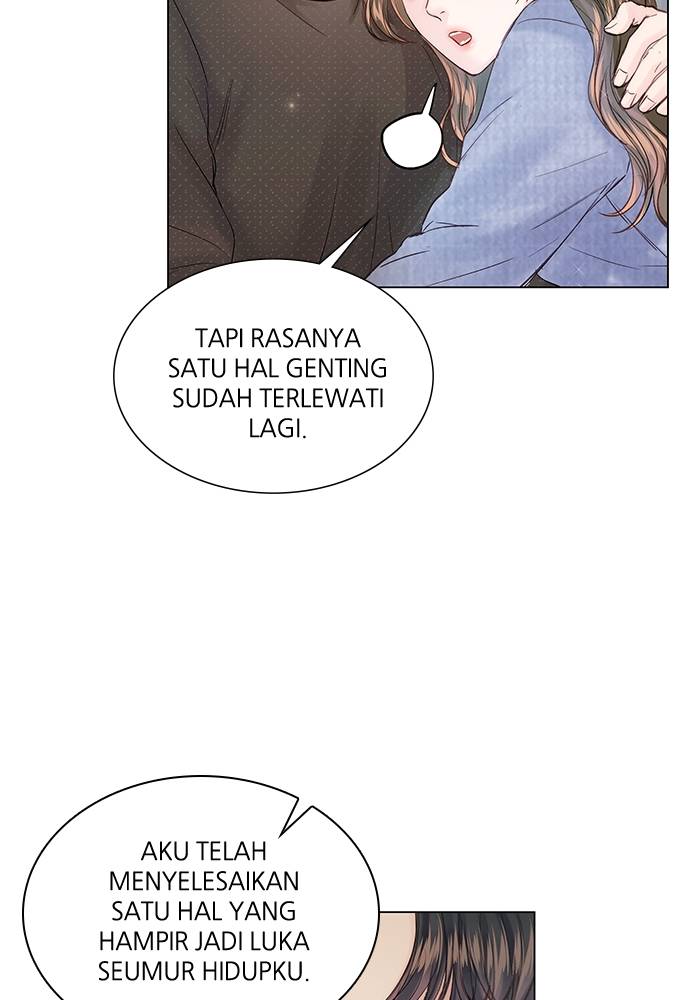 TAPI RASANYA
SATU HAL GENTING
SUDAH TERLEWATI
LAGI.
AKU TELAH
MENYELESAIKAN
SATU HAL YANG
HAMPIR JADI LUKA
SEUMUR HIDUPKU.